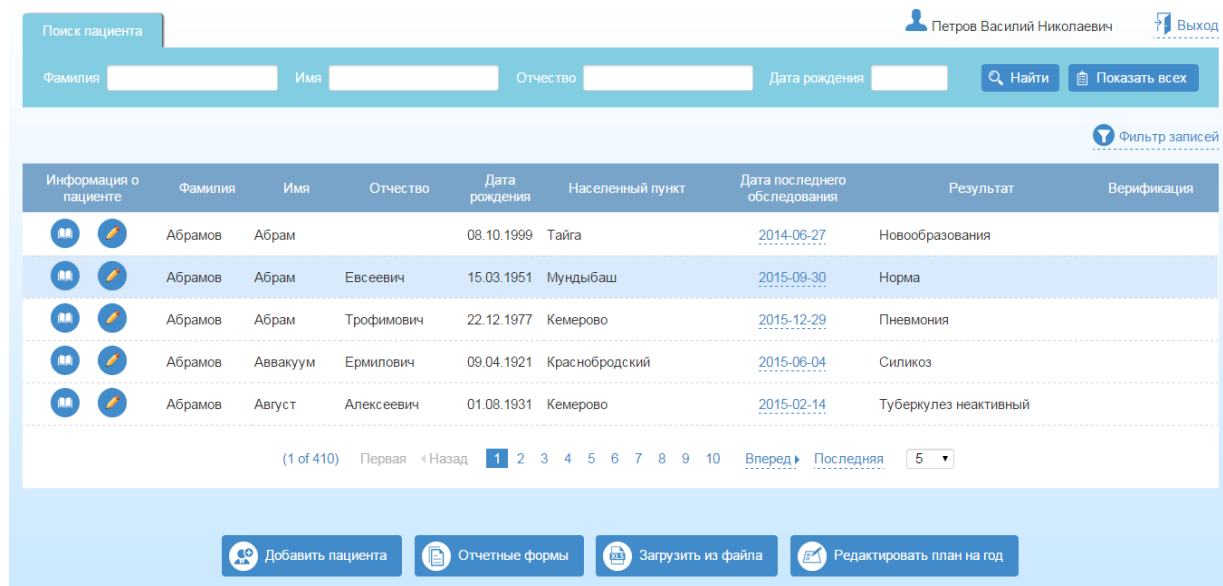 Поиск пациента
Петров Василий Николаевич
Выход
Фамилия Имя Отчество Дата рождения Найти Показать всех
Фильтр записей
Информация о пациенте Фамилия Имя Отчество Дата рождения Населенный пункт Дата последнего обследования Результат Верификация
Абрамов Абрам 08.10.1999 Тайга 2014-06-27 Новообразования
Абрамов Абрам Евсеевич 15.03.1951 Мундыбаш 2015-09-30 Норма
Абрамов Абрам Трофимович 22.12.1977 Кемерово 2015-12-29 Пневмония
Абрамов Аввакуум Ермилович 09.04.1921 Краснобродский 2015-06-04 Силикоз
Абрамов Август Алексеевич 01.08.1931 Кемерово 2015-02-14 Туберкулез неактивный
(1 of 410) Первая Назад 1 2 3 4 5 6 7 8 9 10 Вперед Последняя 5
Добавить пациента Отчетные формы XLS Загрузить из файла Редактировать план на год